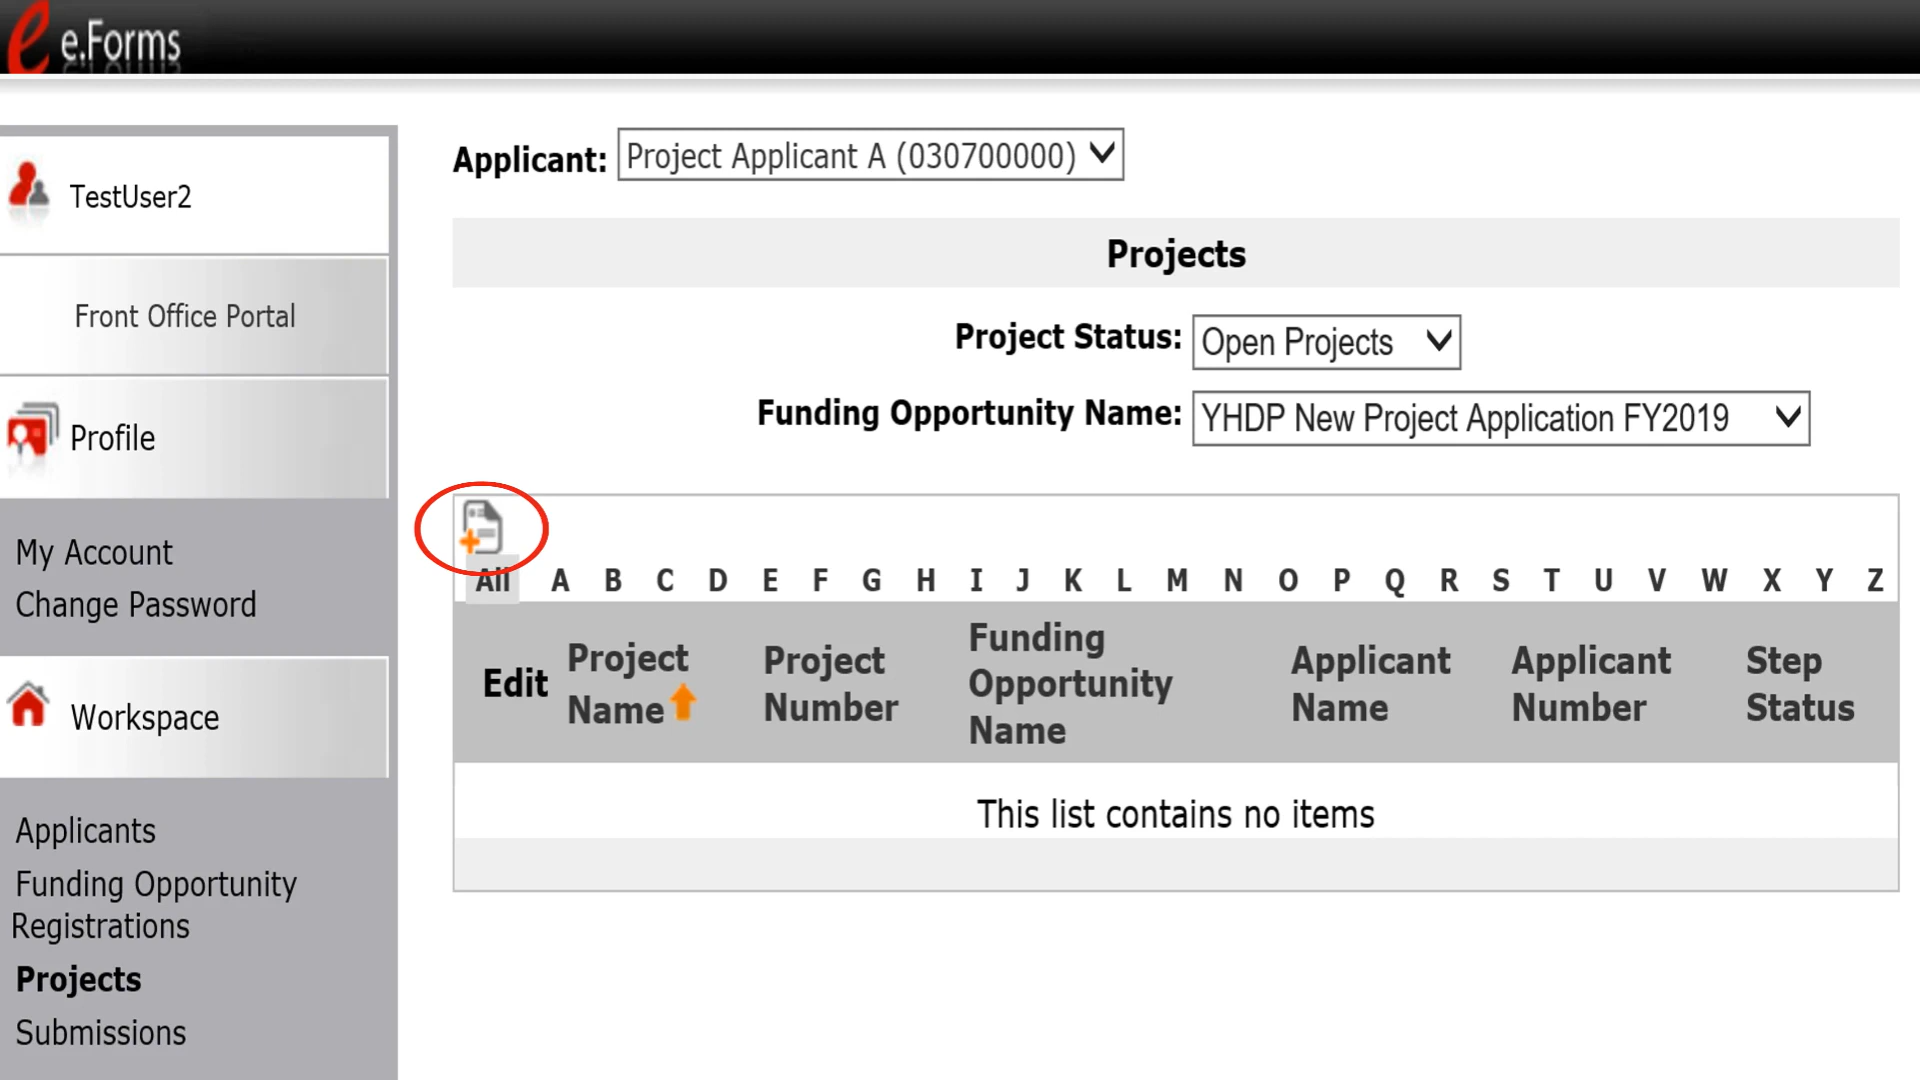 e.Forms
TestUser2
Front Office Portal
Profile
My Account
Change Password
Workspace
Applicants
Funding Opportunity
Registrations
Projects
Submissions
Applicant: Project Applicant A (030700000)
Projects
Project Status: Open Projects
Funding Opportunity Name: YHDP New Project Application FY2019
All A B C D E F G H I J K L M N O P Q R S T U V W X Y Z
Edit Project Name Project Number Funding Opportunity Name Applicant Name Applicant Number Step Status
This list contains no items